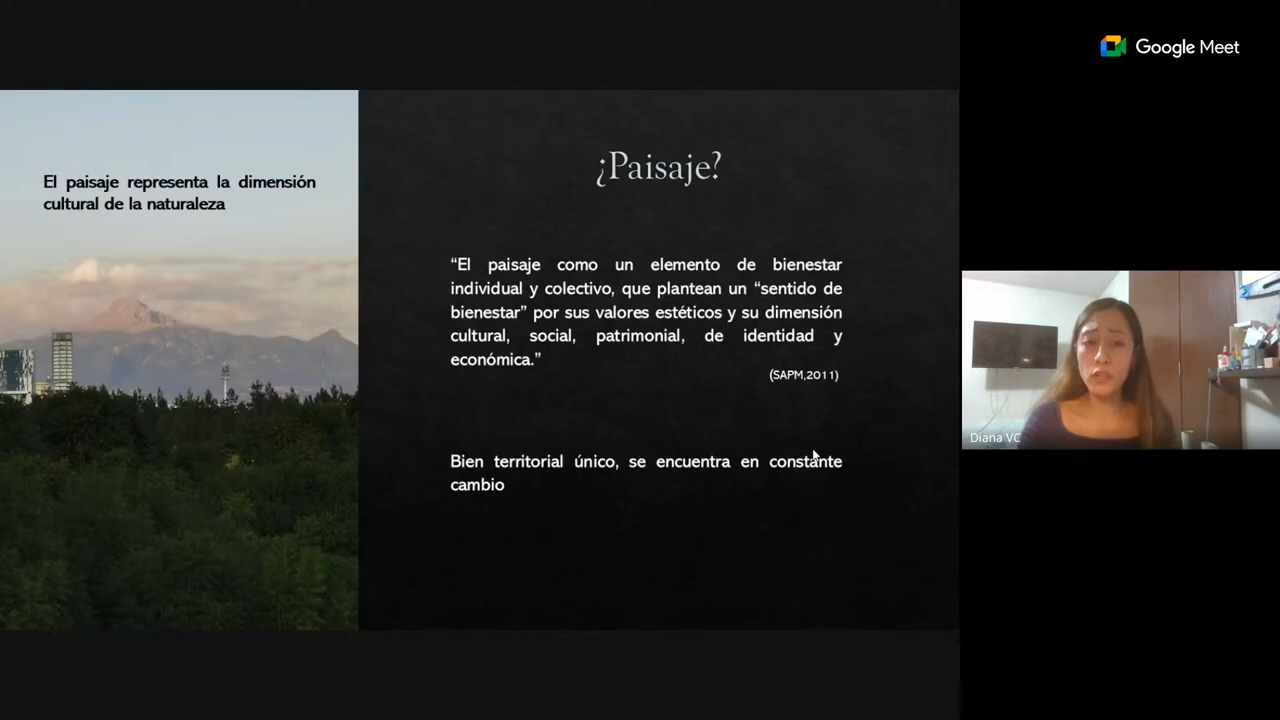 Google Meet
El paisaje representa la dimensión
cultural de la naturaleza
¿Paisaje?
“El paisaje como un elemento de bienestar
individual y colectivo, que plantean un “sentido de
bienestar” por sus valores estéticos y su dimensión
cultural, social, patrimonial, de identidad y
económica.”
(SAPM,2011)
Bien territorial único, se encuentra en constante
cambio
Diana VC